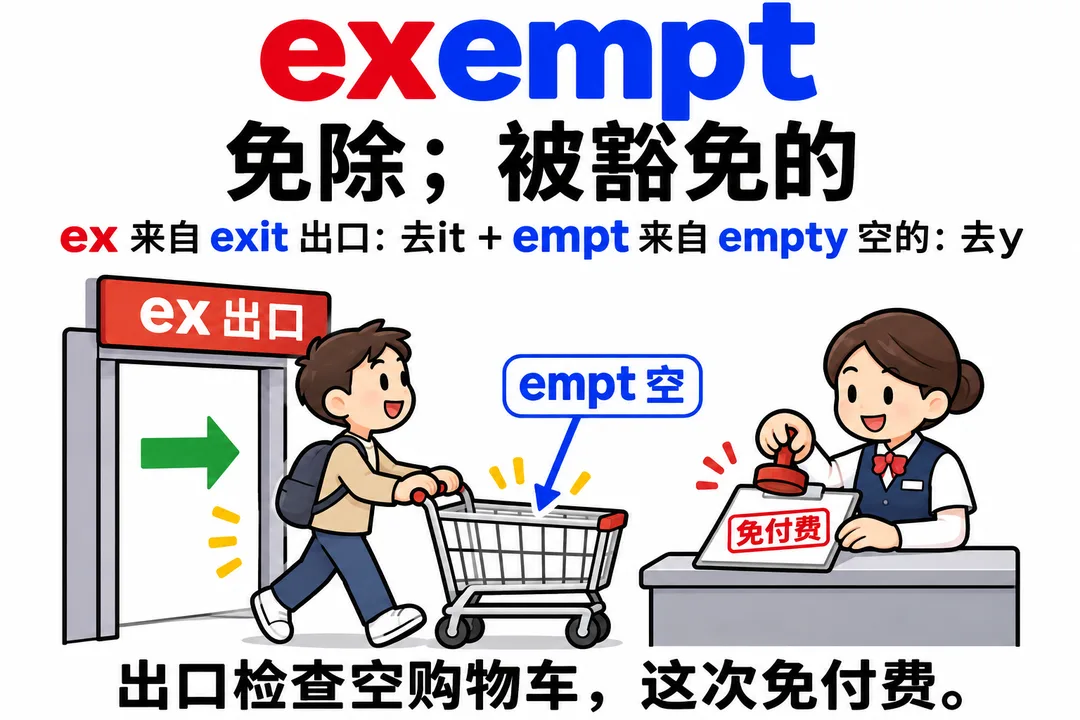 exempt
免除；被豁免的
ex 来自 exit 出口：去it + empt 来自 empty 空的：去y
ex 出口
empt 空
免付费
出口检查空购物车，这次免付费。